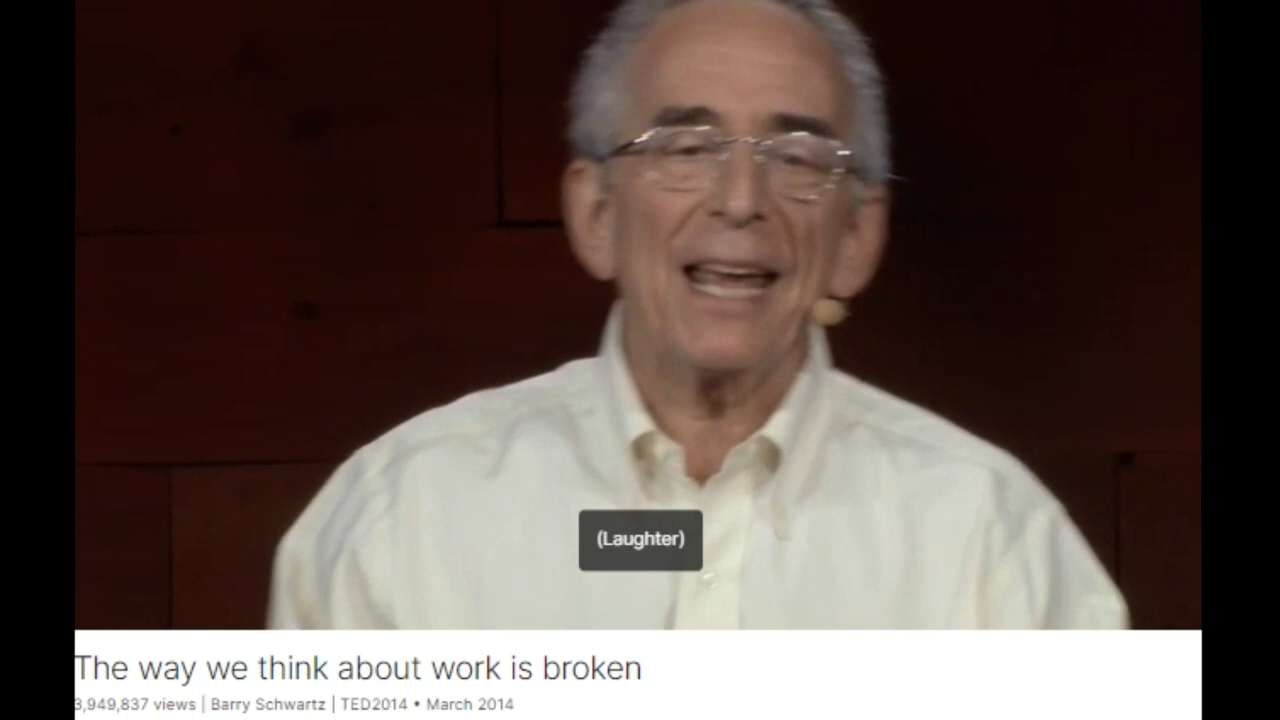 (Laughter)
The way we think about work is broken
3,949,837 views | Barry Schwartz | TED2014 • March 2014